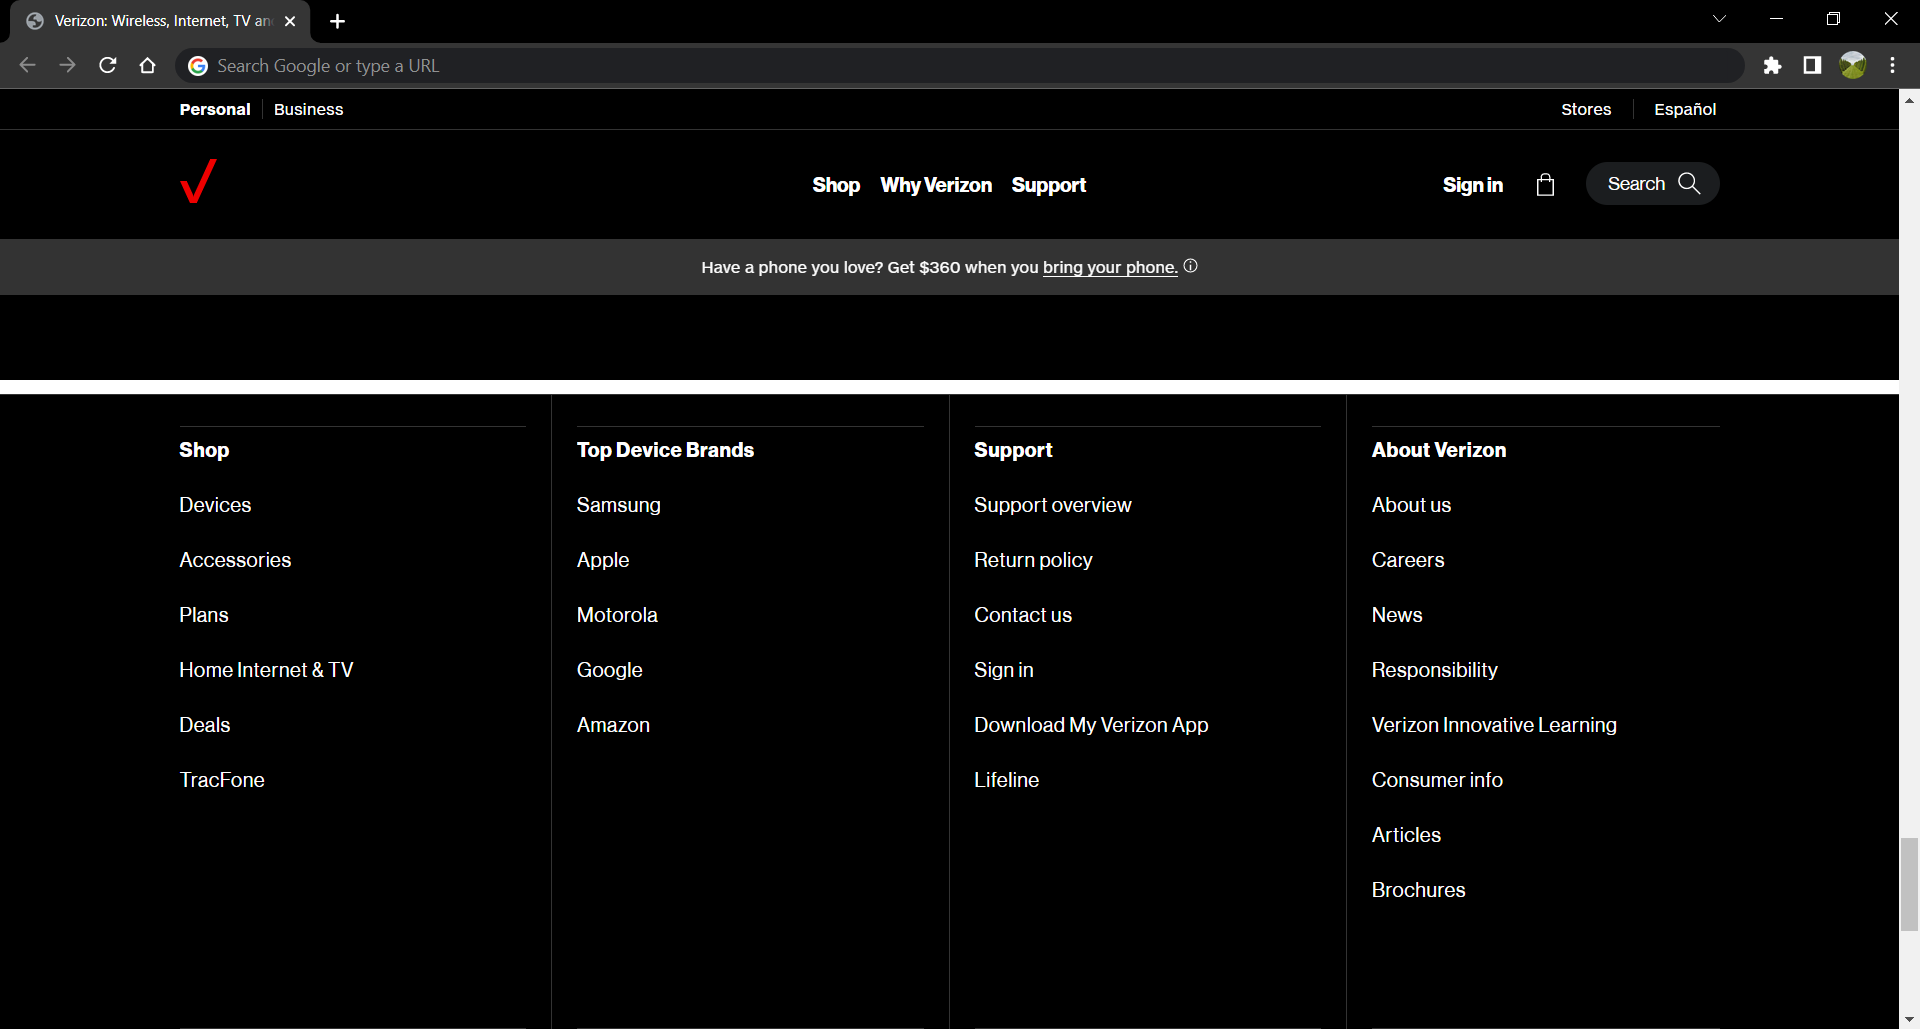 Verizon: Wireless, Internet, TV an
Search Google or type a URL
Personal Business Stores Español
Shop Why Verizon Support Sign in Search
Have a phone you love? Get $360 when you bring your phone.
Shop
Devices
Accessories
Plans
Home Internet & TV
Deals
TracFone
Top Device Brands
Samsung
Apple
Motorola
Google
Amazon
Support
Support overview
Return policy
Contact us
Sign in
Download My Verizon App
Lifeline
About Verizon
About us
Careers
News
Responsibility
Verizon Innovative Learning
Consumer info
Articles
Brochures